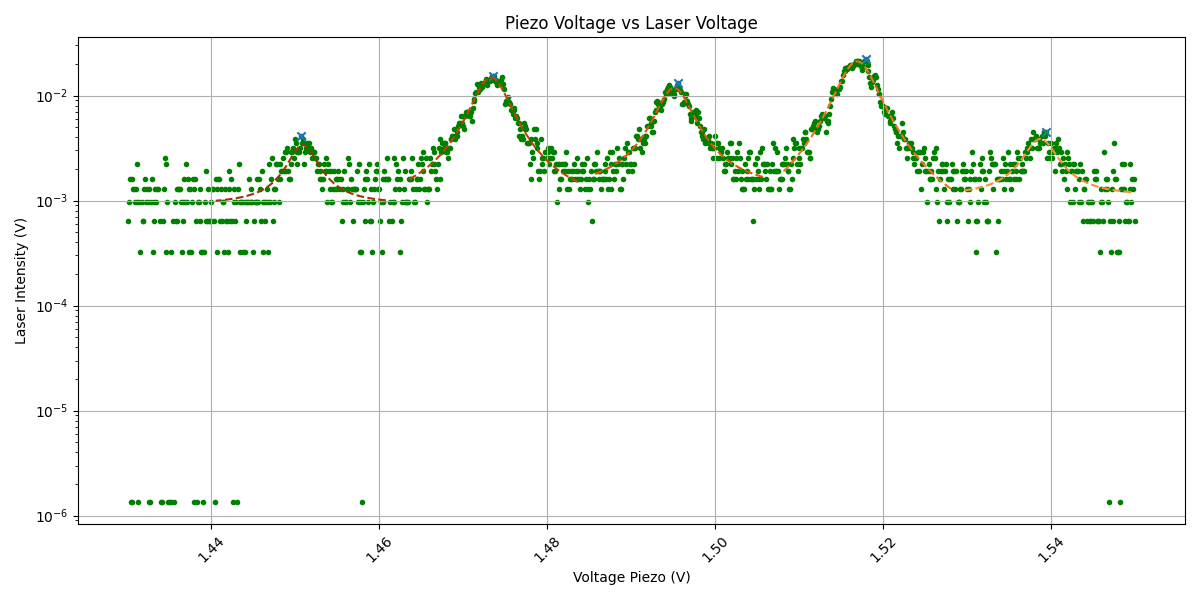 Piezo Voltage vs Laser Voltage
Laser Intensity (V)
10⁻²
10⁻³
10⁻⁴
10⁻⁵
10⁻⁶
1.44 1.46 1.48 1.50 1.52 1.54
Voltage Piezo (V)